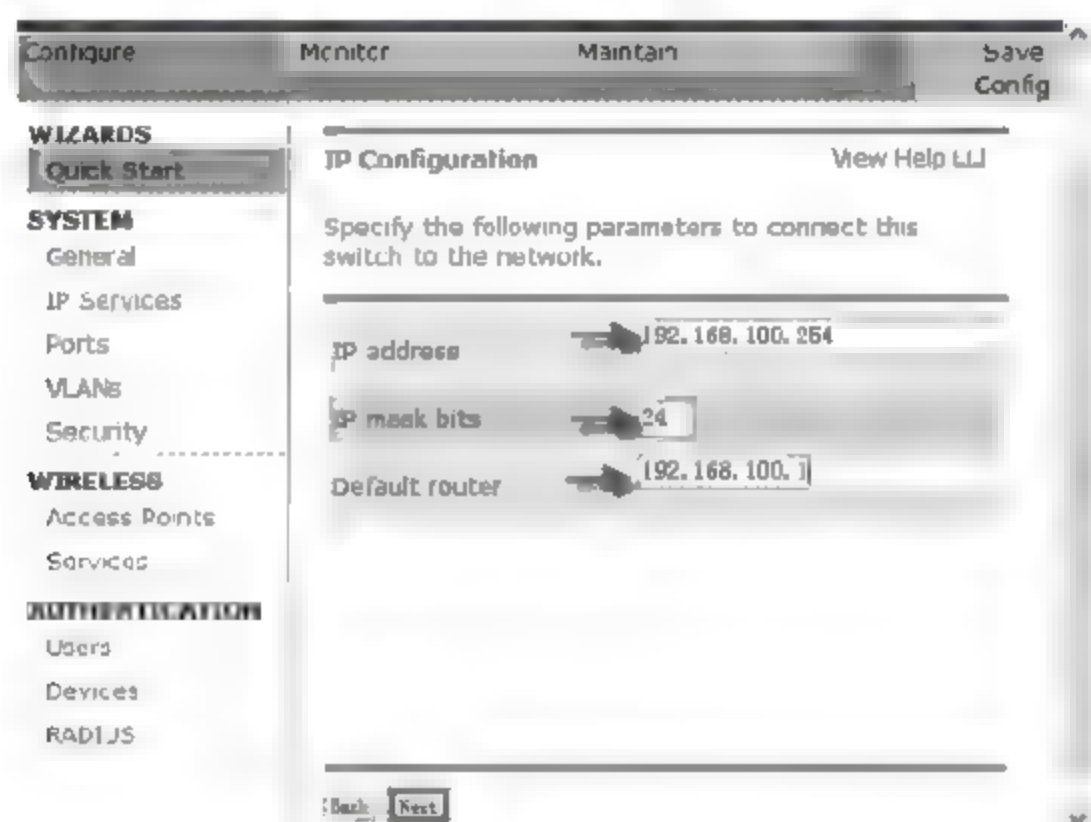 Configure Monitor Maintain Save
Config
WIZARDS
Quick Start
SYSTEM
General
IP Services
Ports
VLANs
Security
WIRELESS
Access Points
Services
AUTHENTICATION
Users
Devices
RADIUS
IP Configuration View Help
Specify the following parameters to connect this
switch to the network.
IP address 192.168.100.254
IP mask bits 24
Default router 192.168.100.1
Back Next